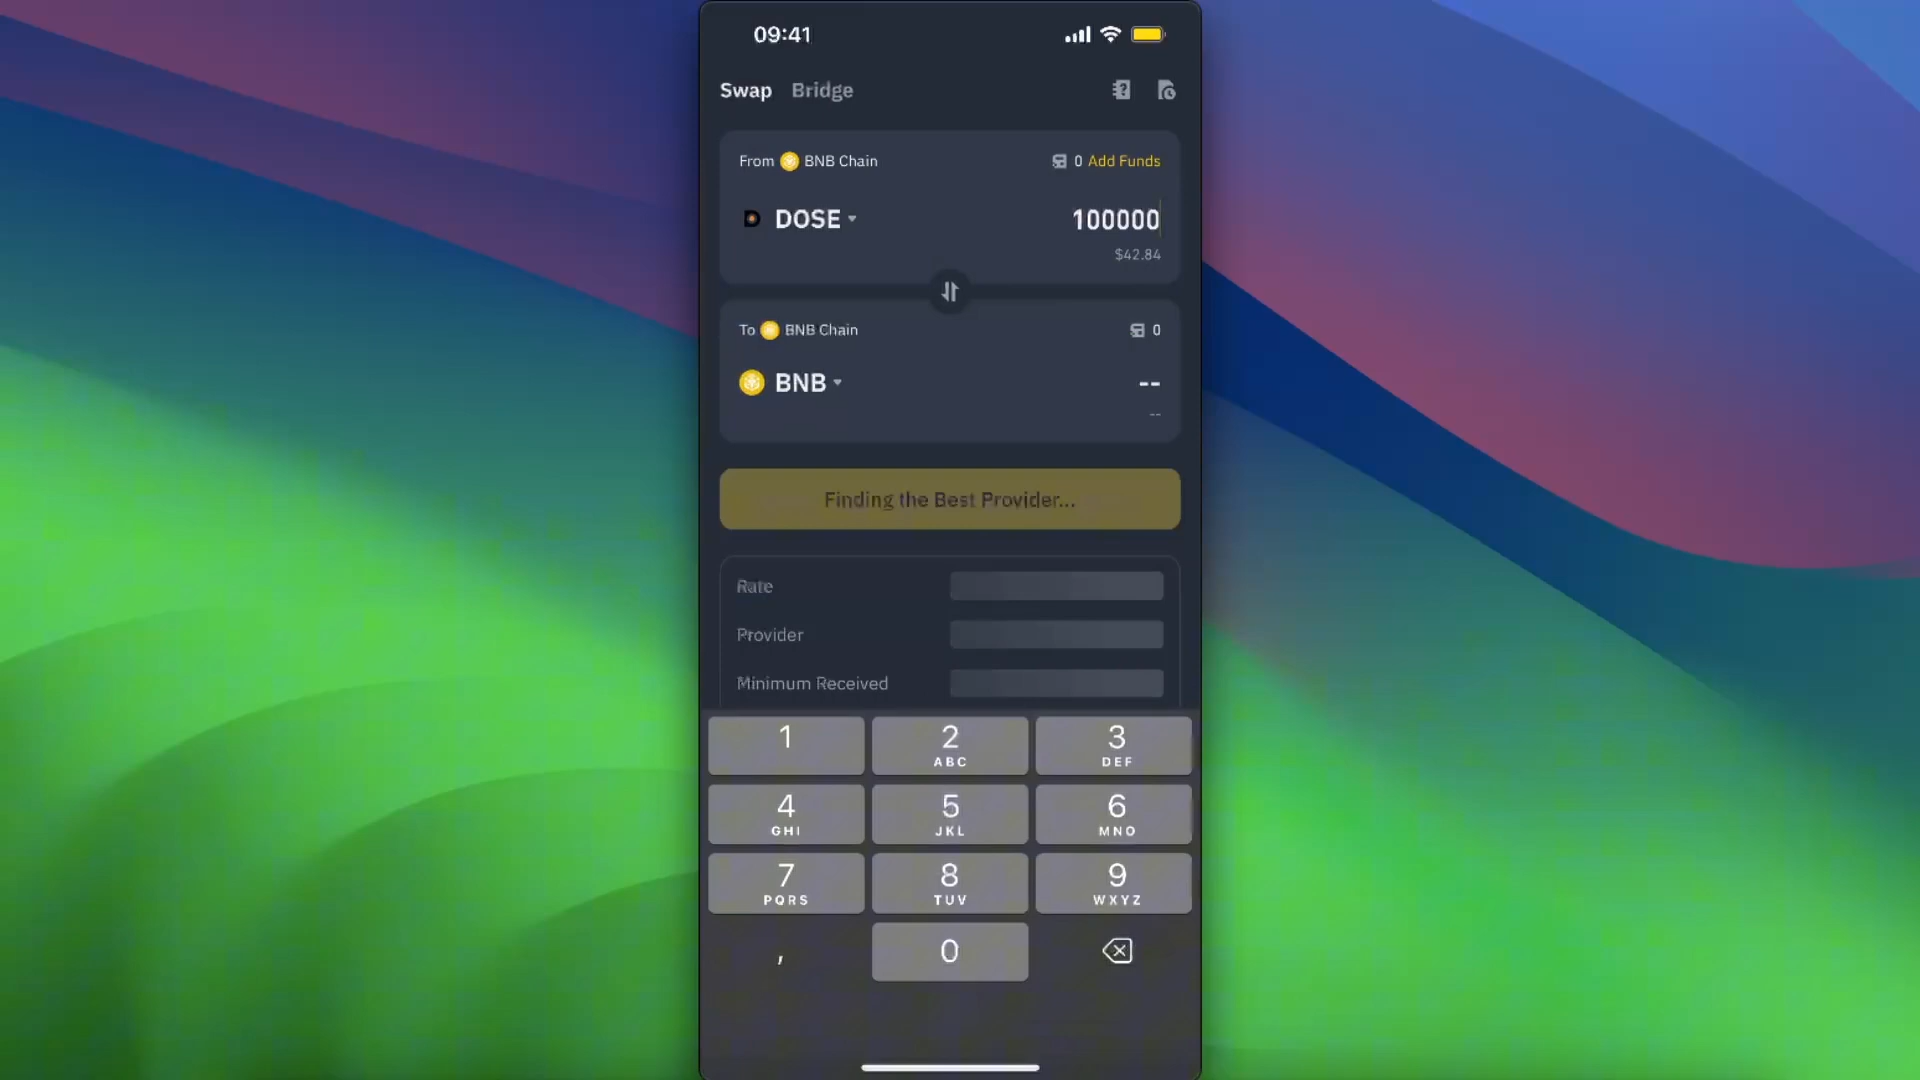 09:41
Swap Bridge
From BNB Chain 0 Add Funds
DOSE 100000
$42.84
To BNB Chain 0
BNB --
--
Finding the Best Provider...
Rate
Provider
Minimum Received
1 2 3
ABC DEF
4 5 6
GHI JKL MNO
7 8 9
PQRS TUV WXYZ
, 0